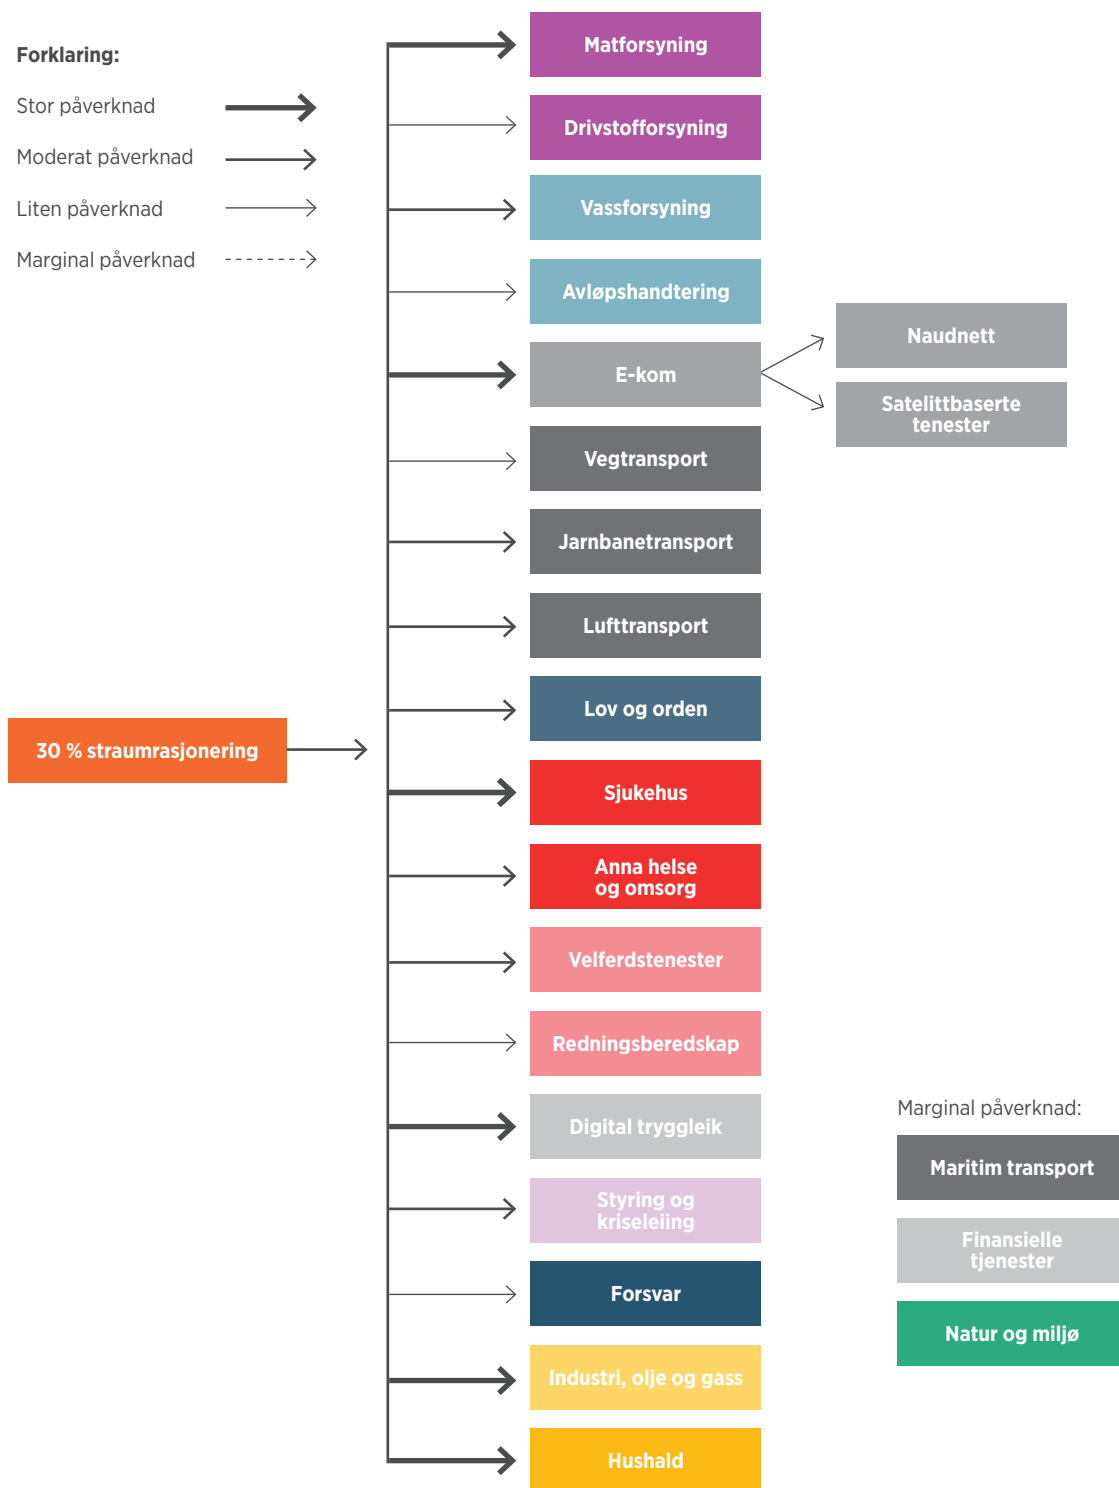 Forklaring:
Stor påverknad
Moderat påverknad
Liten påverknad
Marginal påverknad
30 % straumrasjonering
Matforsyning
Drivstofforsyning
Vassforsyning
Avløpshandtering
E-kom
Naudnett
Satelittbaserte
tenester
Vegtransport
Jarnbanetransport
Lufttransport
Lov og orden
Sjukehus
Anna helse
og omsorg
Velferdstenester
Redningsberedskap
Digital tryggleik
Styring og
kriseleiing
Forsvar
Industri, olje og gass
Hushald
Marginal påverknad:
Maritim transport
Finansielle
tjenester
Natur og miljø